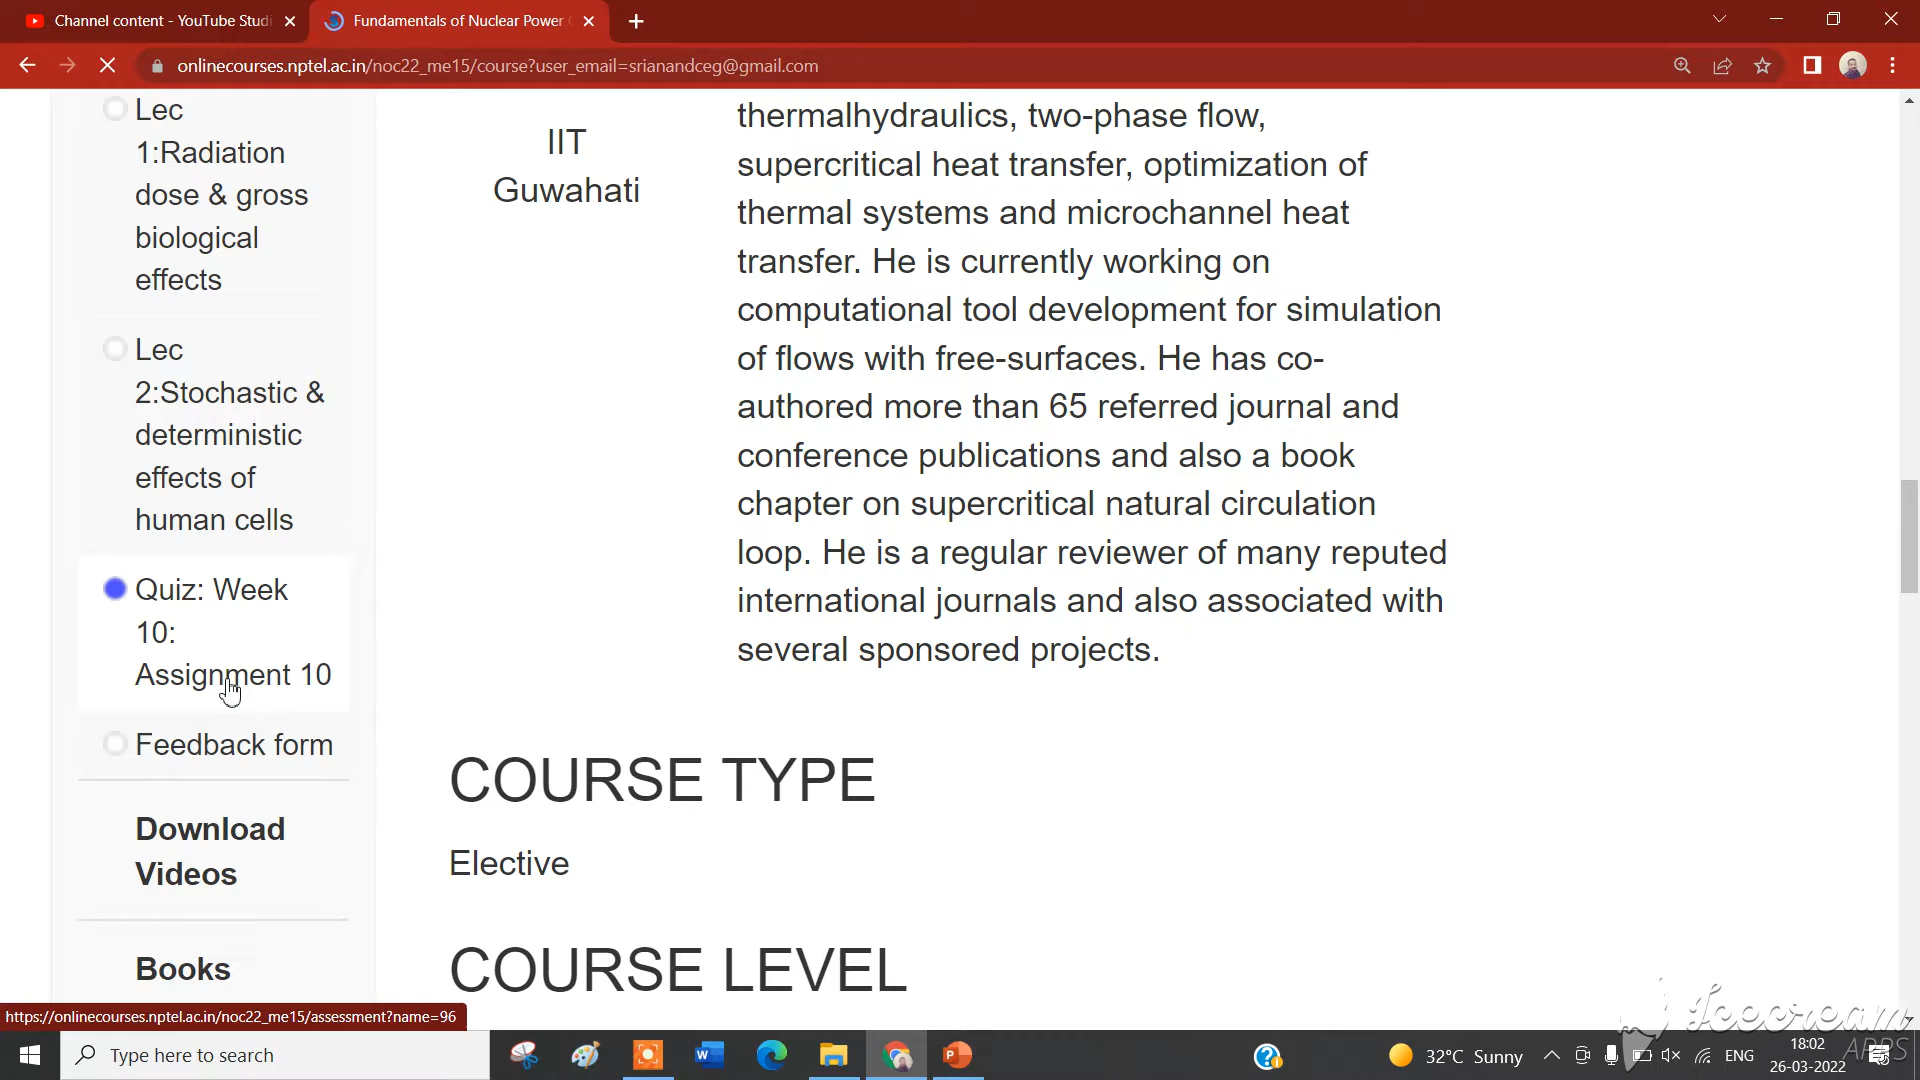 Channel content - YouTube Studi
Fundamentals of Nuclear Power
onlinecourses.nptel.ac.in/noc22_me15/course?user_email=srianandceg@gmail.com
Lec
1:Radiation
dose & gross
biological
effects
Lec
2:Stochastic &
deterministic
effects of
human cells
Quiz: Week
10:
Assignment 10
Feedback form
Download
Videos
Books
IIT
Guwahati
thermalhydraulics, two-phase flow,
supercritical heat transfer, optimization of
thermal systems and microchannel heat
transfer. He is currently working on
computational tool development for simulation
of flows with free-surfaces. He has co-
authored more than 65 referred journal and
conference publications and also a book
chapter on supercritical natural circulation
loop. He is a regular reviewer of many reputed
international journals and also associated with
several sponsored projects.
COURSE TYPE
Elective
COURSE LEVEL
https://onlinecourses.nptel.ac.in/noc22_me15/assessment?name=96
Icecream
APPS
Type here to search
32°C Sunny
ENG
18:02
26-03-2022